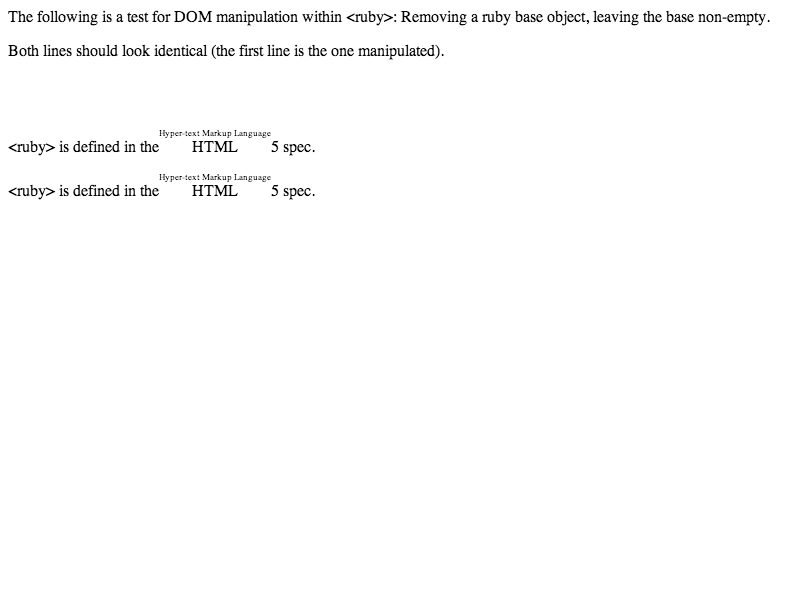 The following is a test for DOM manipulation within <ruby>: Removing a ruby base object, leaving the base non-empty.
Both lines should look identical (the first line is the one manipulated).
Hyper-text Markup Language
<ruby> is defined in the HTML 5 spec.
Hyper-text Markup Language
<ruby> is defined in the HTML 5 spec.